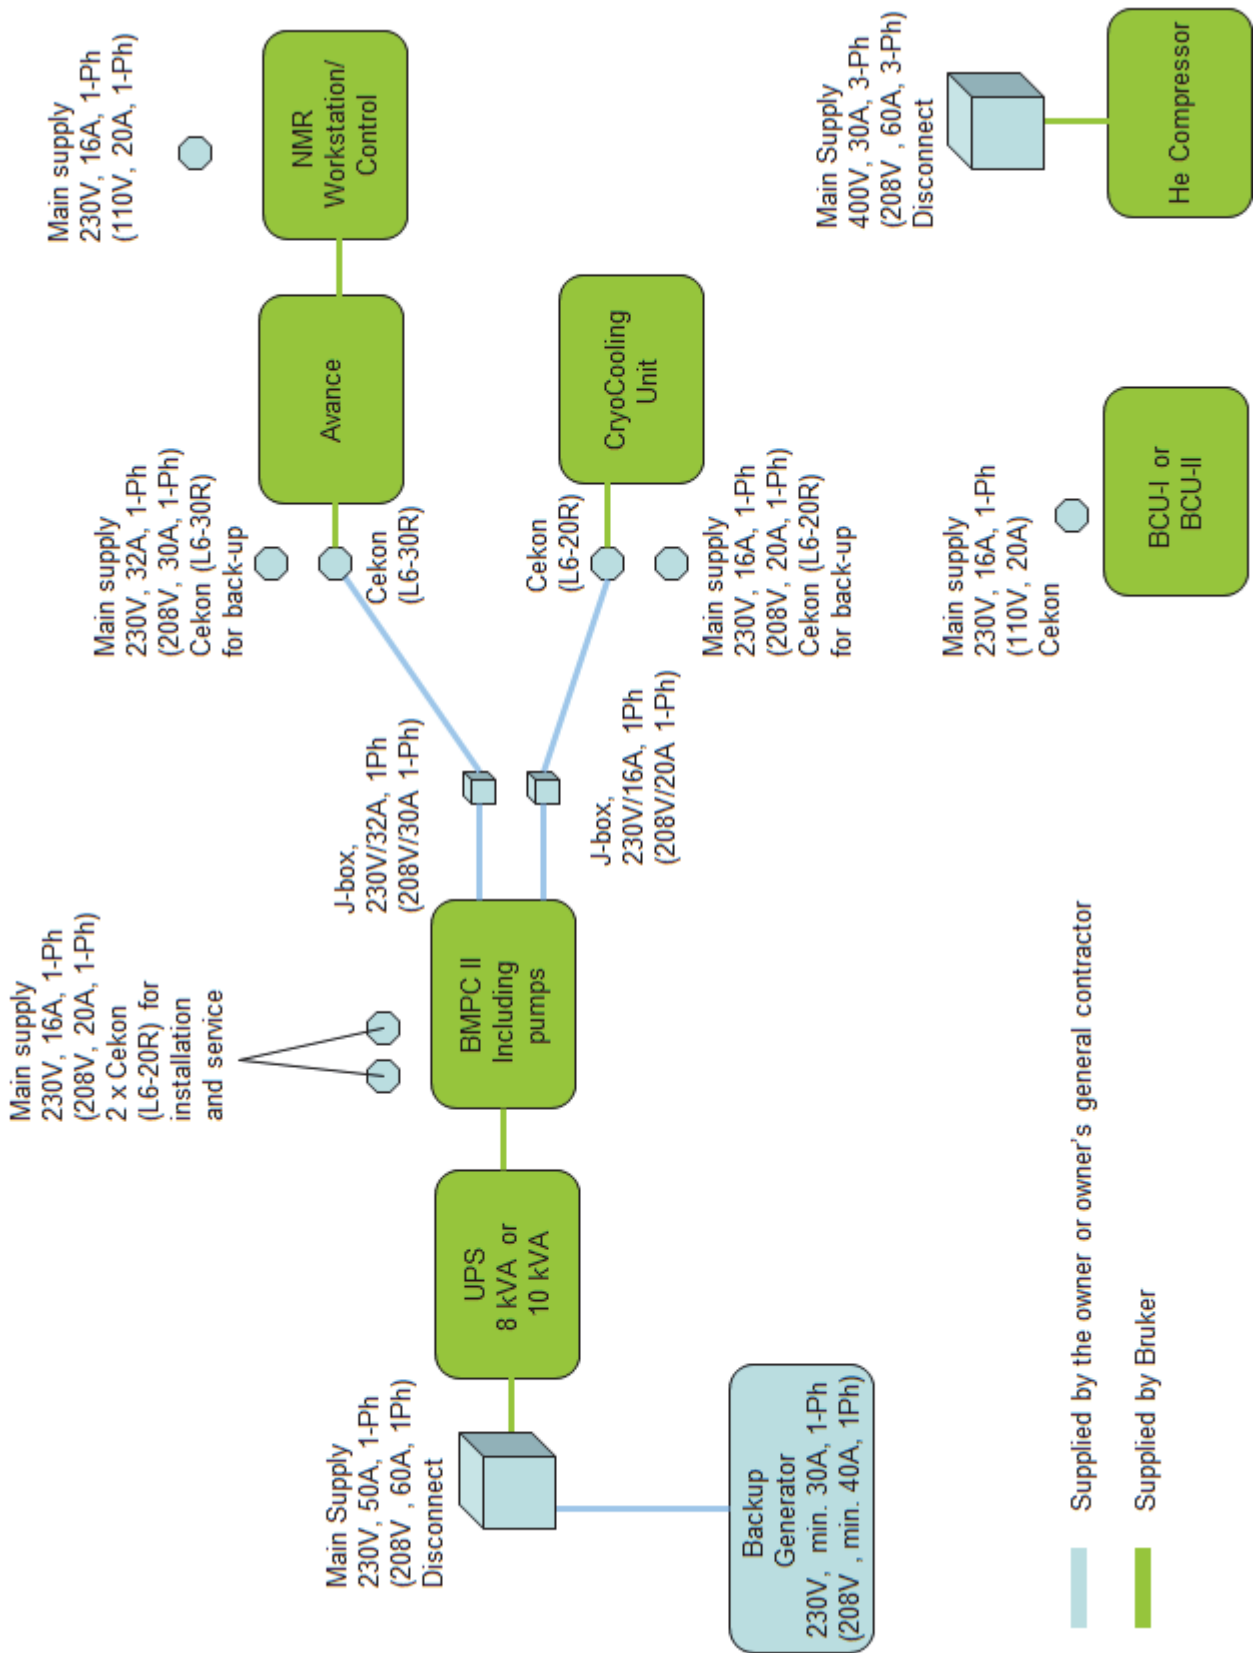 Main supply
230V, 16A, 1-Ph
(208V, 20A, 1-Ph)
2 x Cekon
(L6-20R) for
installation
and service
Main supply
230V, 32A, 1-Ph
(208V, 30A, 1-Ph)
Cekon (L6-30R)
for back-up
Main supply
230V, 16A, 1-Ph
(110V, 20A, 1-Ph)
Main Supply
230V, 50A, 1-Ph
(208V , 60A, 1Ph)
Disconnect
UPS
8 kVA or
10 kVA
BMPC II
Including
pumps
J-box,
230V/32A, 1Ph
(208V/30A 1-Ph)
Cekon
(L6-30R)
Avance
NMR
Workstation/
Control
J-box,
230V/16A, 1Ph
(208V/20A 1-Ph)
Cekon
(L6-20R)
CryoCooling
Unit
Main supply
230V, 16A, 1-Ph
(208V, 20A, 1-Ph)
Cekon (L6-20R)
for back-up
Backup
Generator
230V, min. 30A, 1-Ph
(208V , min. 40A, 1Ph)
Main supply
230V, 16A, 1-Ph
(110V, 20A)
Cekon
BCU-I or
BCU-II
Main Supply
400V, 30A, 3-Ph
(208V , 60A, 3-Ph)
Disconnect
He Compressor
Supplied by the owner or owner's general contractor
Supplied by Bruker